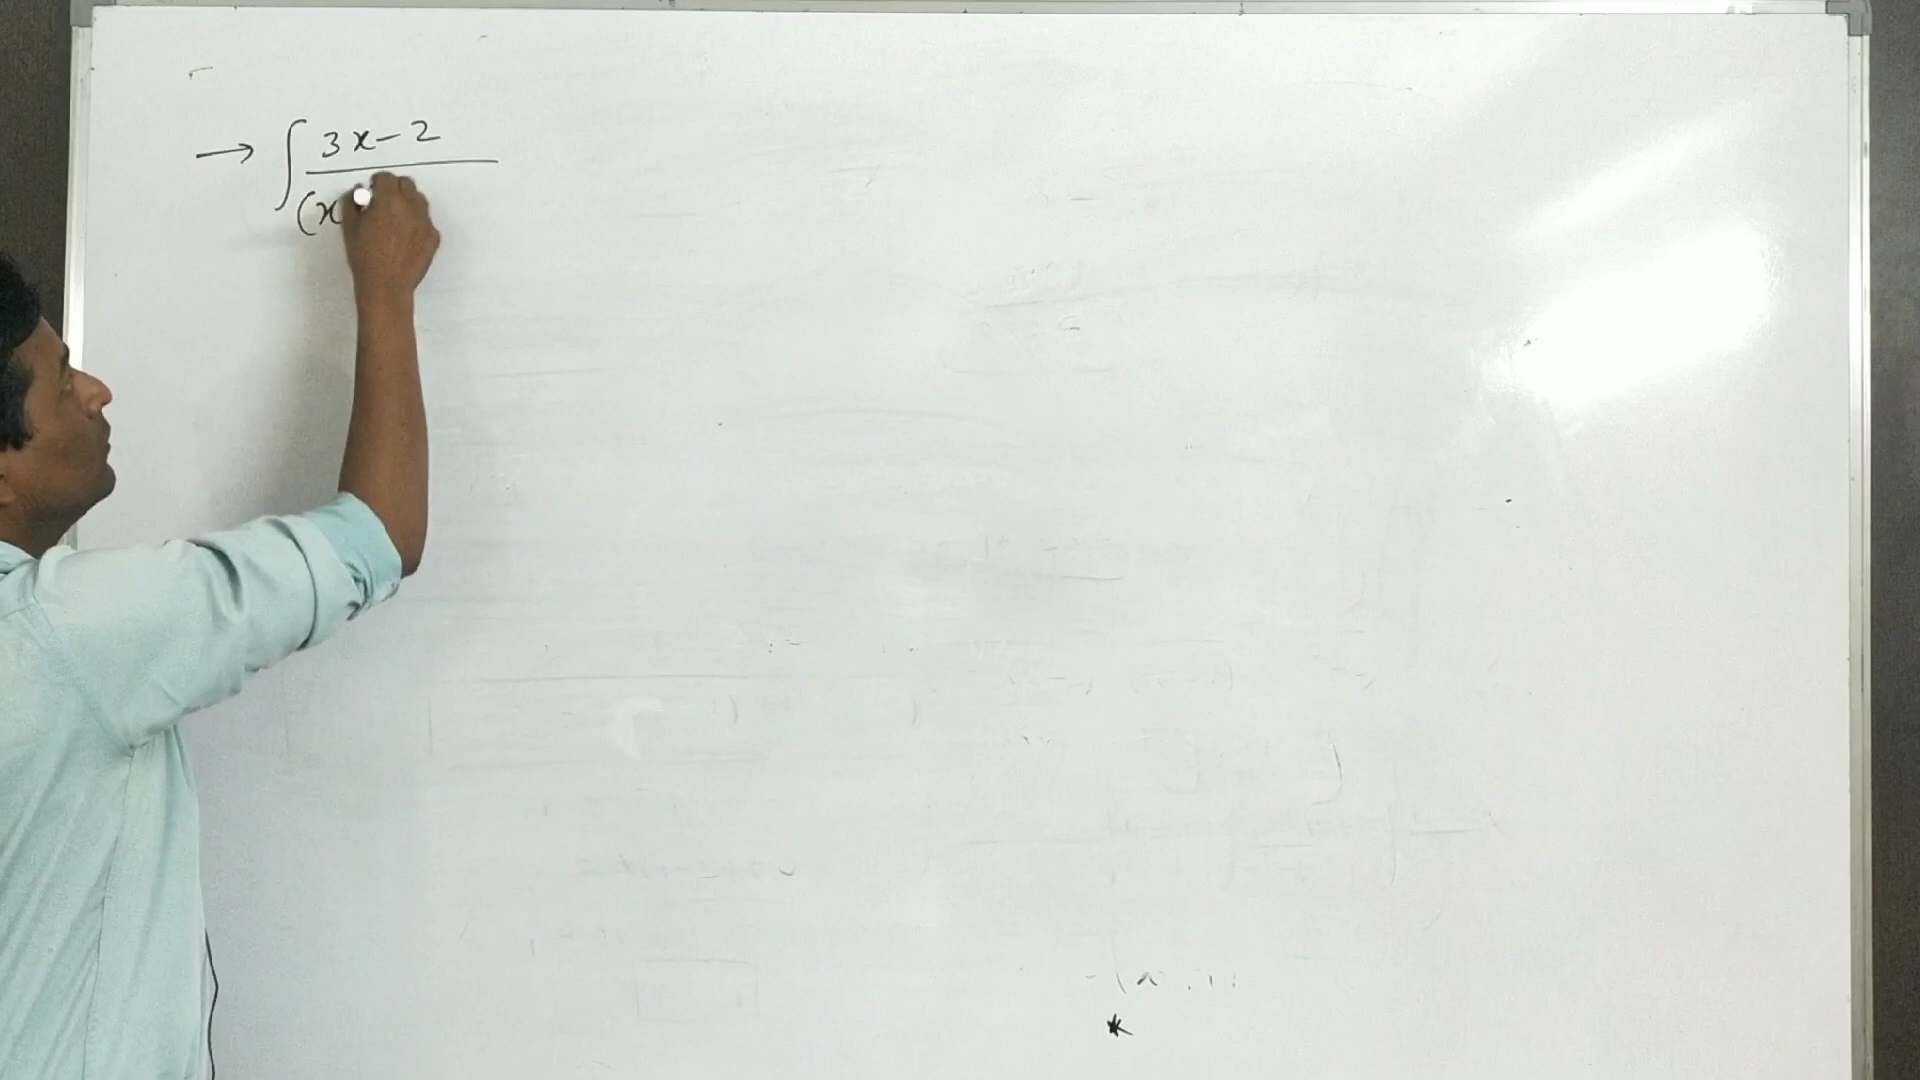 → ∫ 3x-2
(x